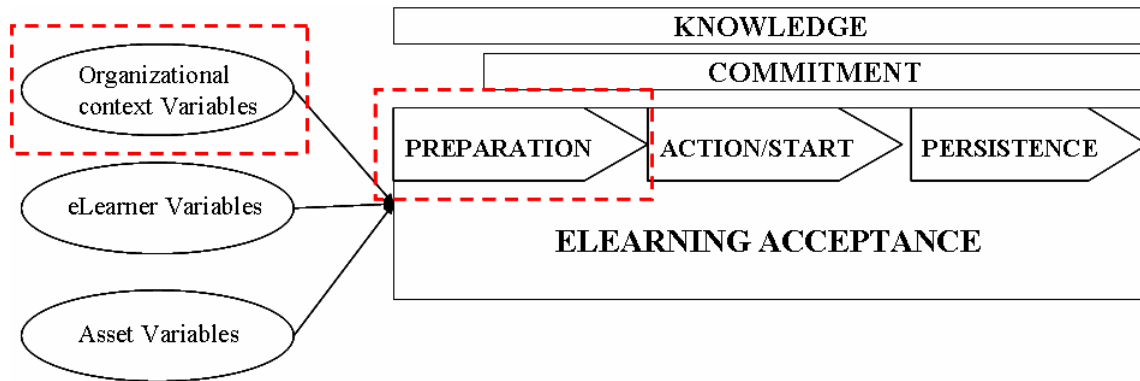 KNOWLEDGE
COMMITMENT
Organizational
context Variables
PREPARATION
ACTION/START
PERSISTENCE
eLearner Variables
ELEARNING ACCEPTANCE
Asset Variables